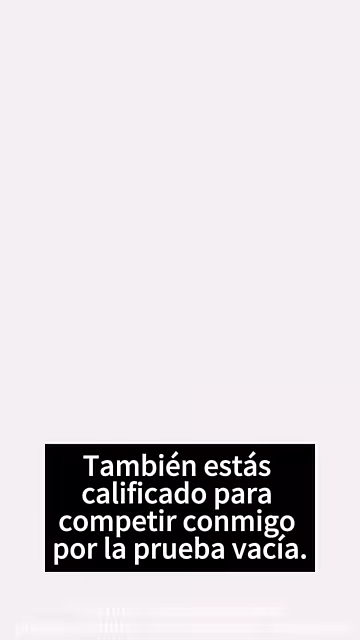 También estás
calificado para
competir conmigo
por la prueba vacía.